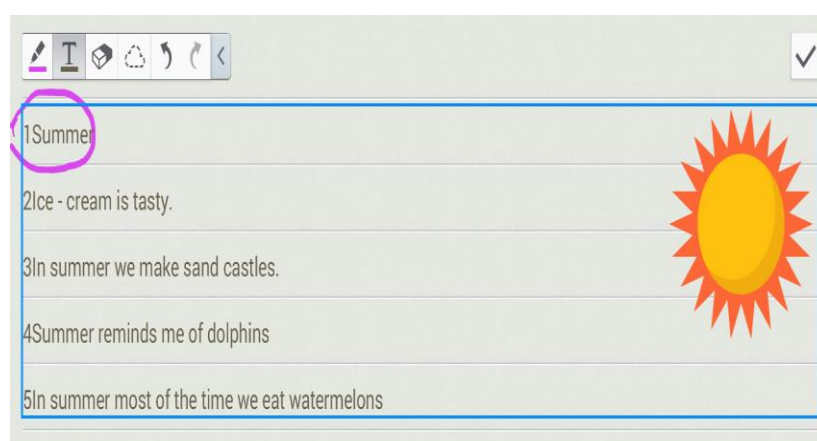 1Summer
2Ice - cream is tasty.
3In summer we make sand castles.
4Summer reminds me of dolphins
5In summer most of the time we eat watermelons